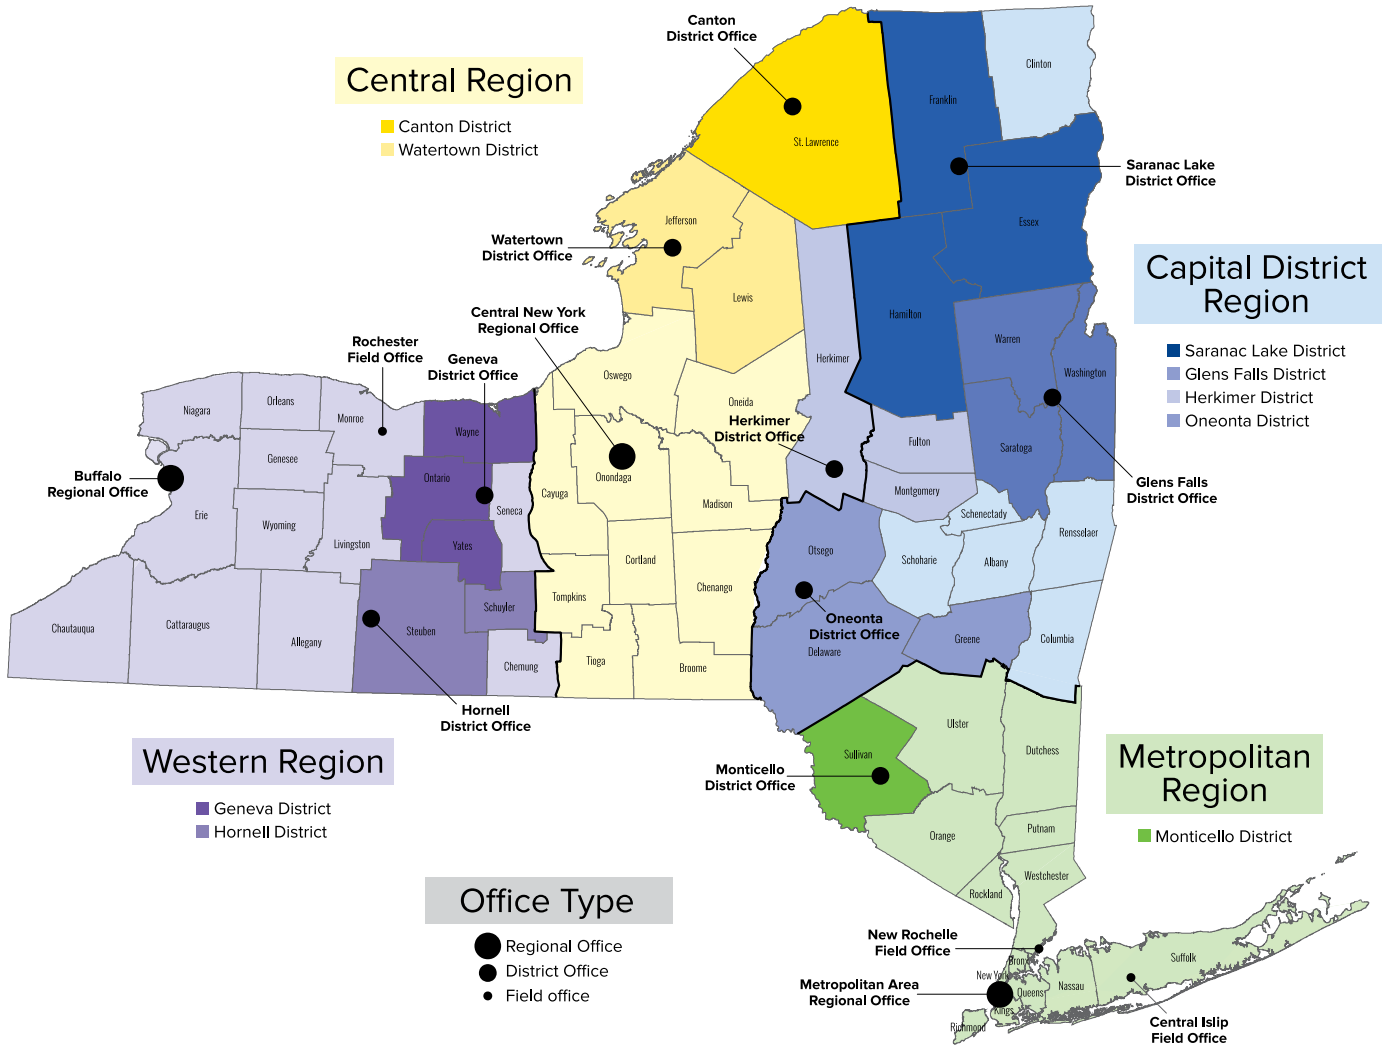 Canton
District Office
Central Region
Canton District
Watertown District
Clinton
Franklin
St. Lawrence
Saranac Lake
District Office
Jefferson
Essex
Watertown
District Office
Capital District
Region
Saranac Lake District
Glens Falls District
Herkimer District
Oneonta District
Lewis
Hamilton
Central New York
Regional Office
Warren
Rochester
Field Office
Geneva
District Office
Herkimer
Washington
Oswego
Oneida
Niagara
Orleans
Monroe
Wayne
Herkimer
District Office
Fulton
Saratoga
Genesee
Buffalo
Regional Office
Ontario
Onondaga
Cayuga
Madison
Montgomery
Glens Falls
District Office
Erie
Wyoming
Seneca
Schenectady
Livingston
Yates
Rensselaer
Otsego
Schoharie
Albany
Cortland
Chenango
Tompkins
Schuyler
Oneonta
District Office
Chautauqua
Cattaraugus
Allegany
Steuben
Delaware
Greene
Columbia
Tioga
Broome
Chemung
Hornell
District Office
Western Region
Geneva District
Hornell District
Ulster
Dutchess
Sullivan
Monticello
District Office
Metropolitan
Region
Monticello District
Orange
Putnam
Westchester
Rockland
Office Type
Regional Office
District Office
Field office
New Rochelle
Field Office
Bronx
New York
Suffolk
Metropolitan Area
Regional Office
Queens
Nassau
Kings
Richmond
Central Islip
Field Office